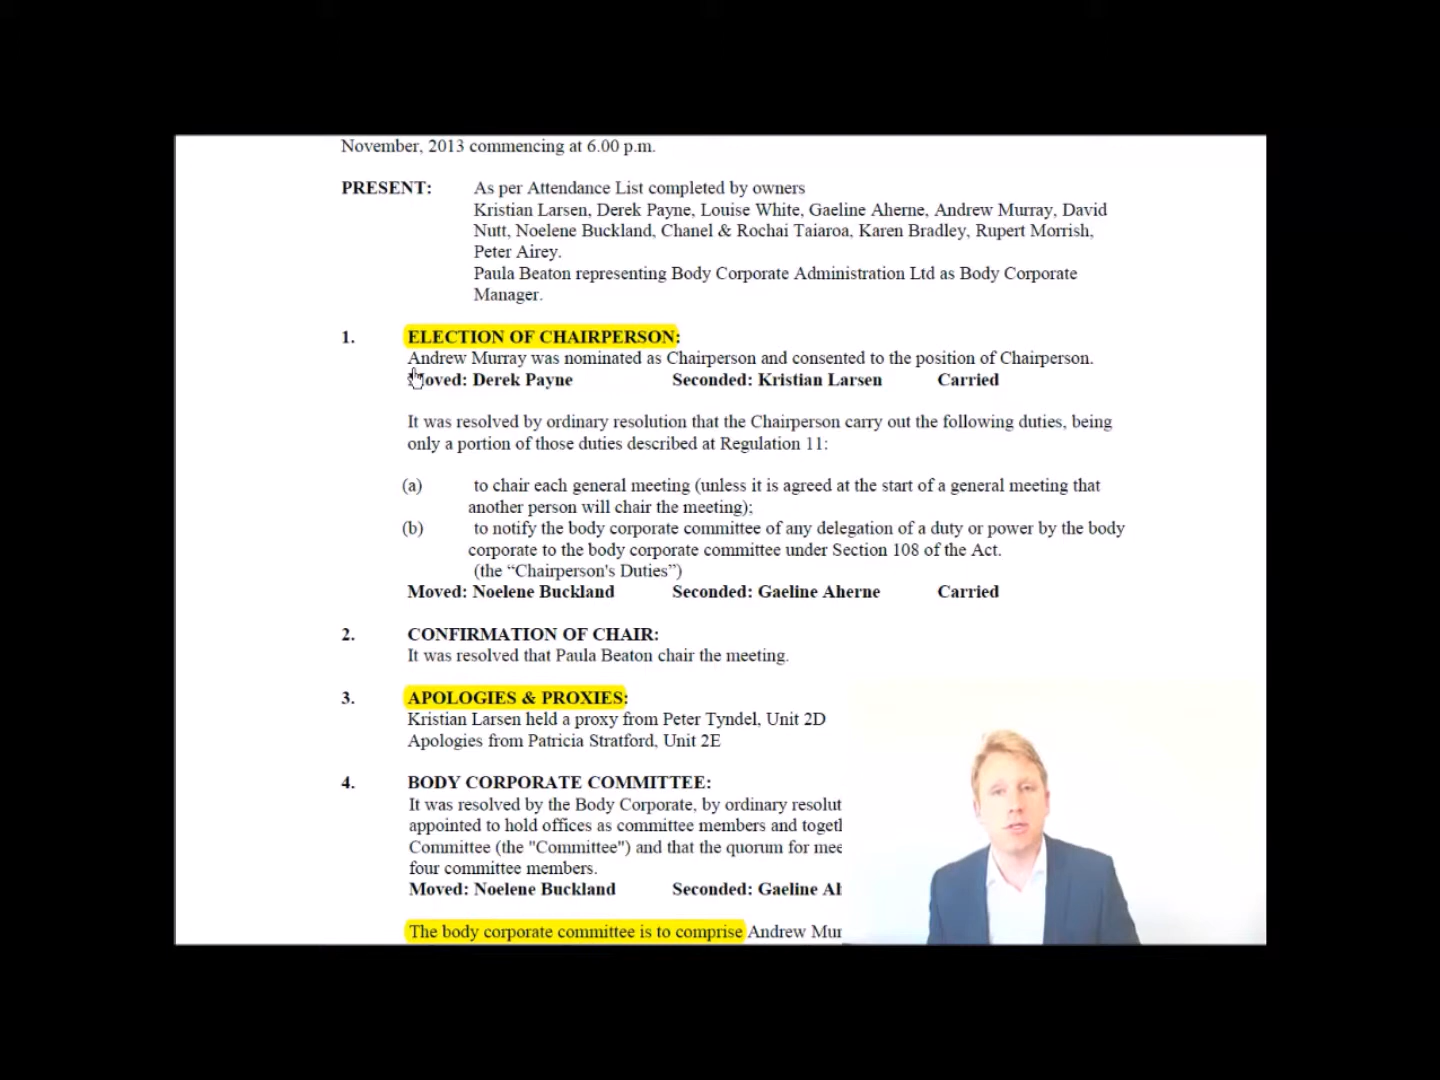 November, 2013 commencing at 6.00 p.m.
PRESENT: As per Attendance List completed by owners
Kristian Larsen, Derek Payne, Louise White, Gaeline Aherne, Andrew Murray, David
Nutt, Noelene Buckland, Chanel & Rochai Taiaroa, Karen Bradley, Rupert Morrish,
Peter Airey.
Paula Beaton representing Body Corporate Administration Ltd as Body Corporate
Manager.
1. ELECTION OF CHAIRPERSON:
Andrew Murray was nominated as Chairperson and consented to the position of Chairperson.
Moved: Derek Payne Seconded: Kristian Larsen Carried
It was resolved by ordinary resolution that the Chairperson carry out the following duties, being
only a portion of those duties described at Regulation 11:
(a) to chair each general meeting (unless it is agreed at the start of a general meeting that
another person will chair the meeting);
(b) to notify the body corporate committee of any delegation of a duty or power by the body
corporate to the body corporate committee under Section 108 of the Act.
(the “Chairperson's Duties”)
Moved: Noelene Buckland Seconded: Gaeline Aherne Carried
2. CONFIRMATION OF CHAIR:
It was resolved that Paula Beaton chair the meeting.
3. APOLOGIES & PROXIES:
Kristian Larsen held a proxy from Peter Tyndel, Unit 2D
Apologies from Patricia Stratford, Unit 2E
4. BODY CORPORATE COMMITTEE:
It was resolved by the Body Corporate, by ordinary resolut
appointed to hold offices as committee members and togetl
Committee (the "Committee") and that the quorum for mee
four committee members.
Moved: Noelene Buckland Seconded: Gaeline Al
The body corporate committee is to comprise Andrew Mur